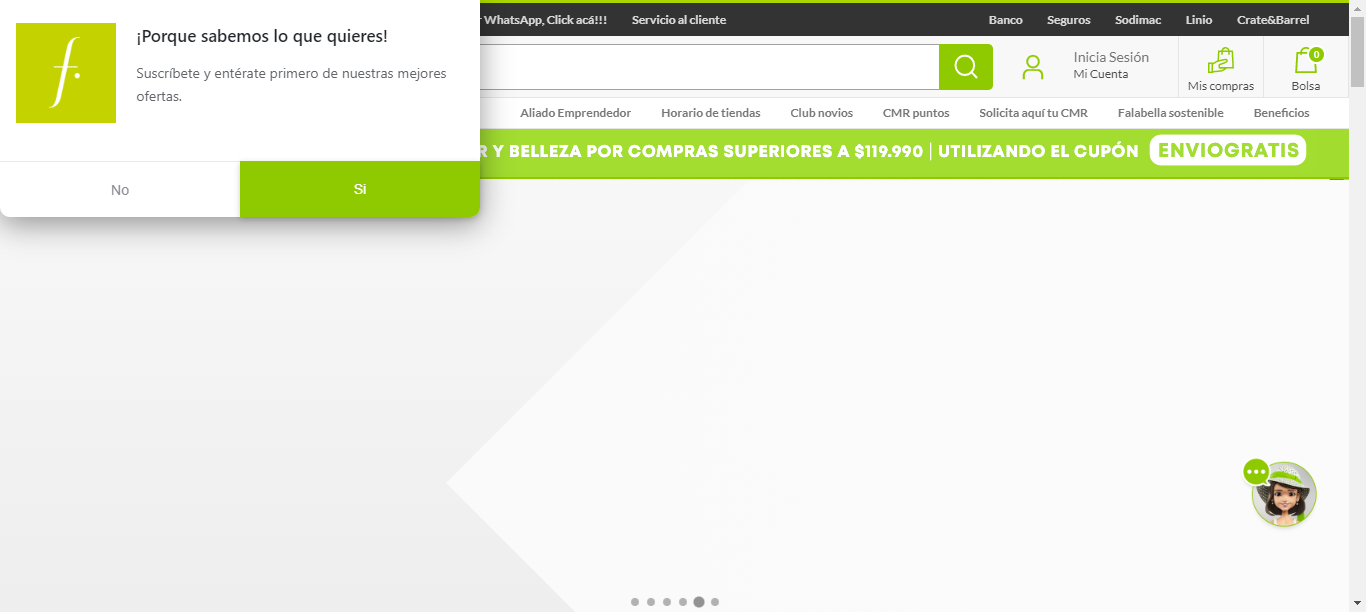 ¡Porque sabemos lo que quieres!
Suscríbete y entérate primero de nuestras mejores
ofertas.
No
Si
WhatsApp, Click acá!!!
Servicio al cliente
Banco
Seguros
Sodimac
Linio
Crate&Barrel
Inicia Sesión
Mi Cuenta
Mis compras
0
Bolsa
Aliado Emprendedor
Horario de tiendas
Club novios
CMR puntos
Solicita aquí tu CMR
Falabella sostenible
Beneficios
R Y BELLEZA POR COMPRAS SUPERIORES A $119.990 | UTILIZANDO EL CUPÓN ENVIOGRATIS
f.